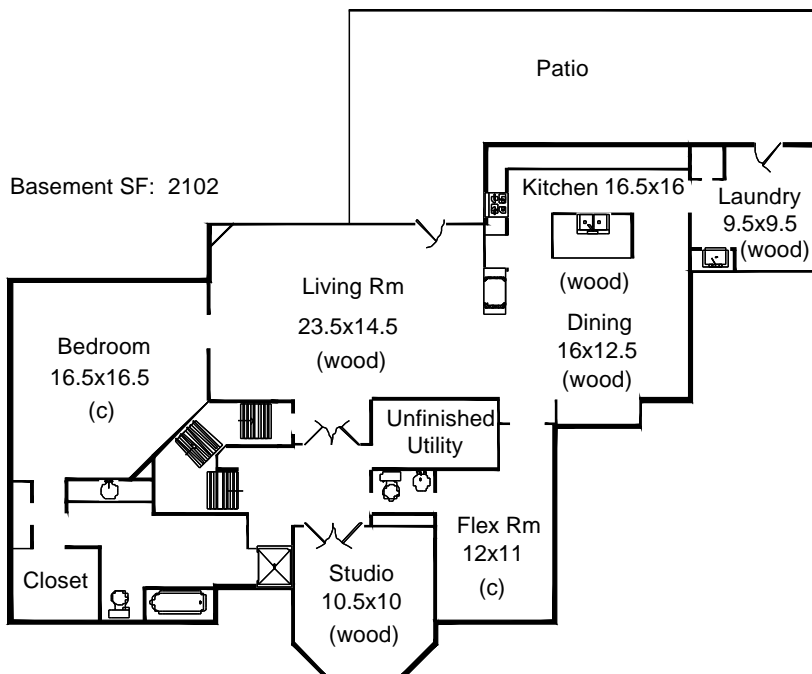 Patio
Basement SF: 2102
Kitchen 16.5x16
Laundry
9.5x9.5
(wood)
(wood)
Living Rm
23.5x14.5
(wood)
Dining
16x12.5
(wood)
Bedroom
16.5x16.5
(c)
Unfinished
Utility
Flex Rm
12x11
(c)
Closet
Studio
10.5x10
(wood)